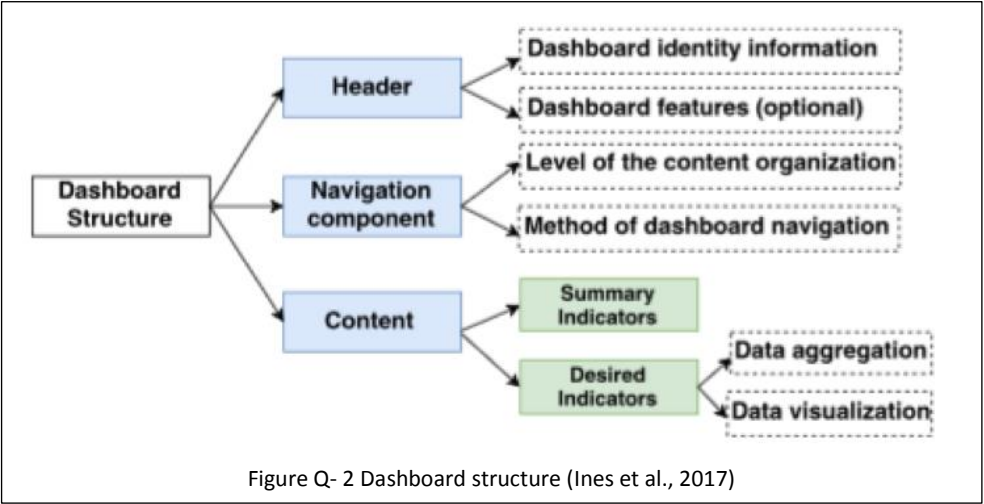 Dashboard
Structure
Header
Dashboard identity information
Dashboard features (optional)
Navigation
component
Level of the content organization
Method of dashboard navigation
Content
Summary
Indicators
Desired
Indicators
Data aggregation
Data visualization
Figure Q- 2 Dashboard structure (Ines et al., 2017)